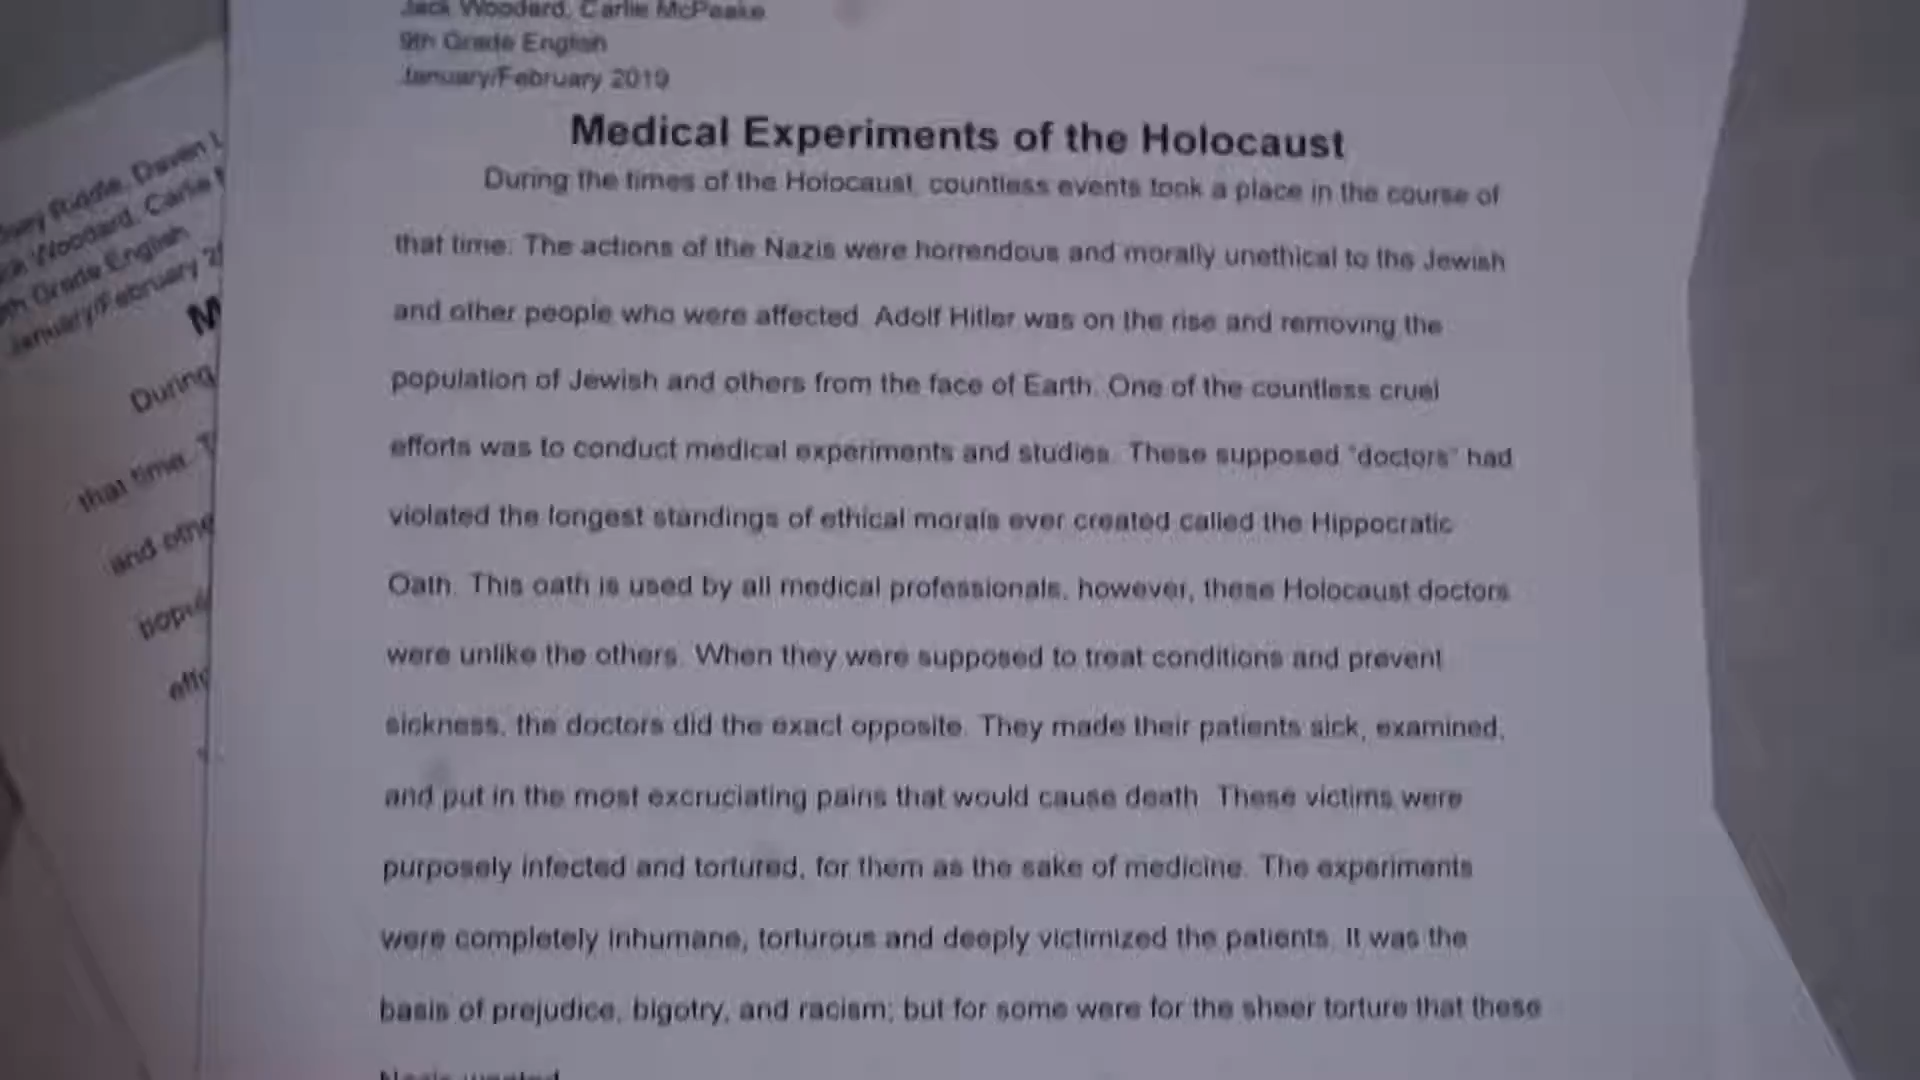 Jack Woodard, Carlie McPeake
9th Grade English
January/February 2019
Medical Experiments of the Holocaust
During the times of the Holocaust, countless events took a place in the course of
that time. The actions of the Nazis were horrendous and morally unethical to the Jewish
and other people who were affected. Adolf Hitler was on the rise and removing the
population of Jewish and others from the face of Earth. One of the countless cruel
efforts was to conduct medical experiments and studies. These supposed "doctors" had
violated the longest standings of ethical morals ever created called the Hippocratic
Oath. This oath is used by all medical professionals, however, these Holocaust doctors
were unlike the others. When they were supposed to treat conditions and prevent
sickness, the doctors did the exact opposite. They made their patients sick, examined,
and put in the most excruciating pains that would cause death. These victims were
purposely infected and tortured, for them as the sake of medicine. The experiments
were completely inhumane, torturous and deeply victimized the patients. It was the
basis of prejudice, bigotry, and racism; but for some were for the sheer torture that these
Nazis wanted.
Riddle, Daven L
Woodard, Carlie
Grade English
January/February
M
During
that time.
and